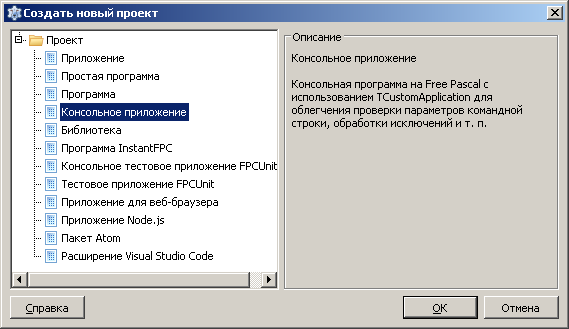 Создать новый проект
Проект
Приложение
Простая программа
Программа
Консольное приложение
Библиотека
Программа InstantFPC
Консольное тестовое приложение FPCUnit
Тестовое приложение FPCUnit
Приложение для веб-браузера
Приложение Node.js
Пакет Atom
Расширение Visual Studio Code
Описание
Консольное приложение
Консольная программа на Free Pascal с
использованием TCustomApplication для
облегчения проверки параметров командной
строки, обработки исключений и т. п.
Справка
OK
Отмена